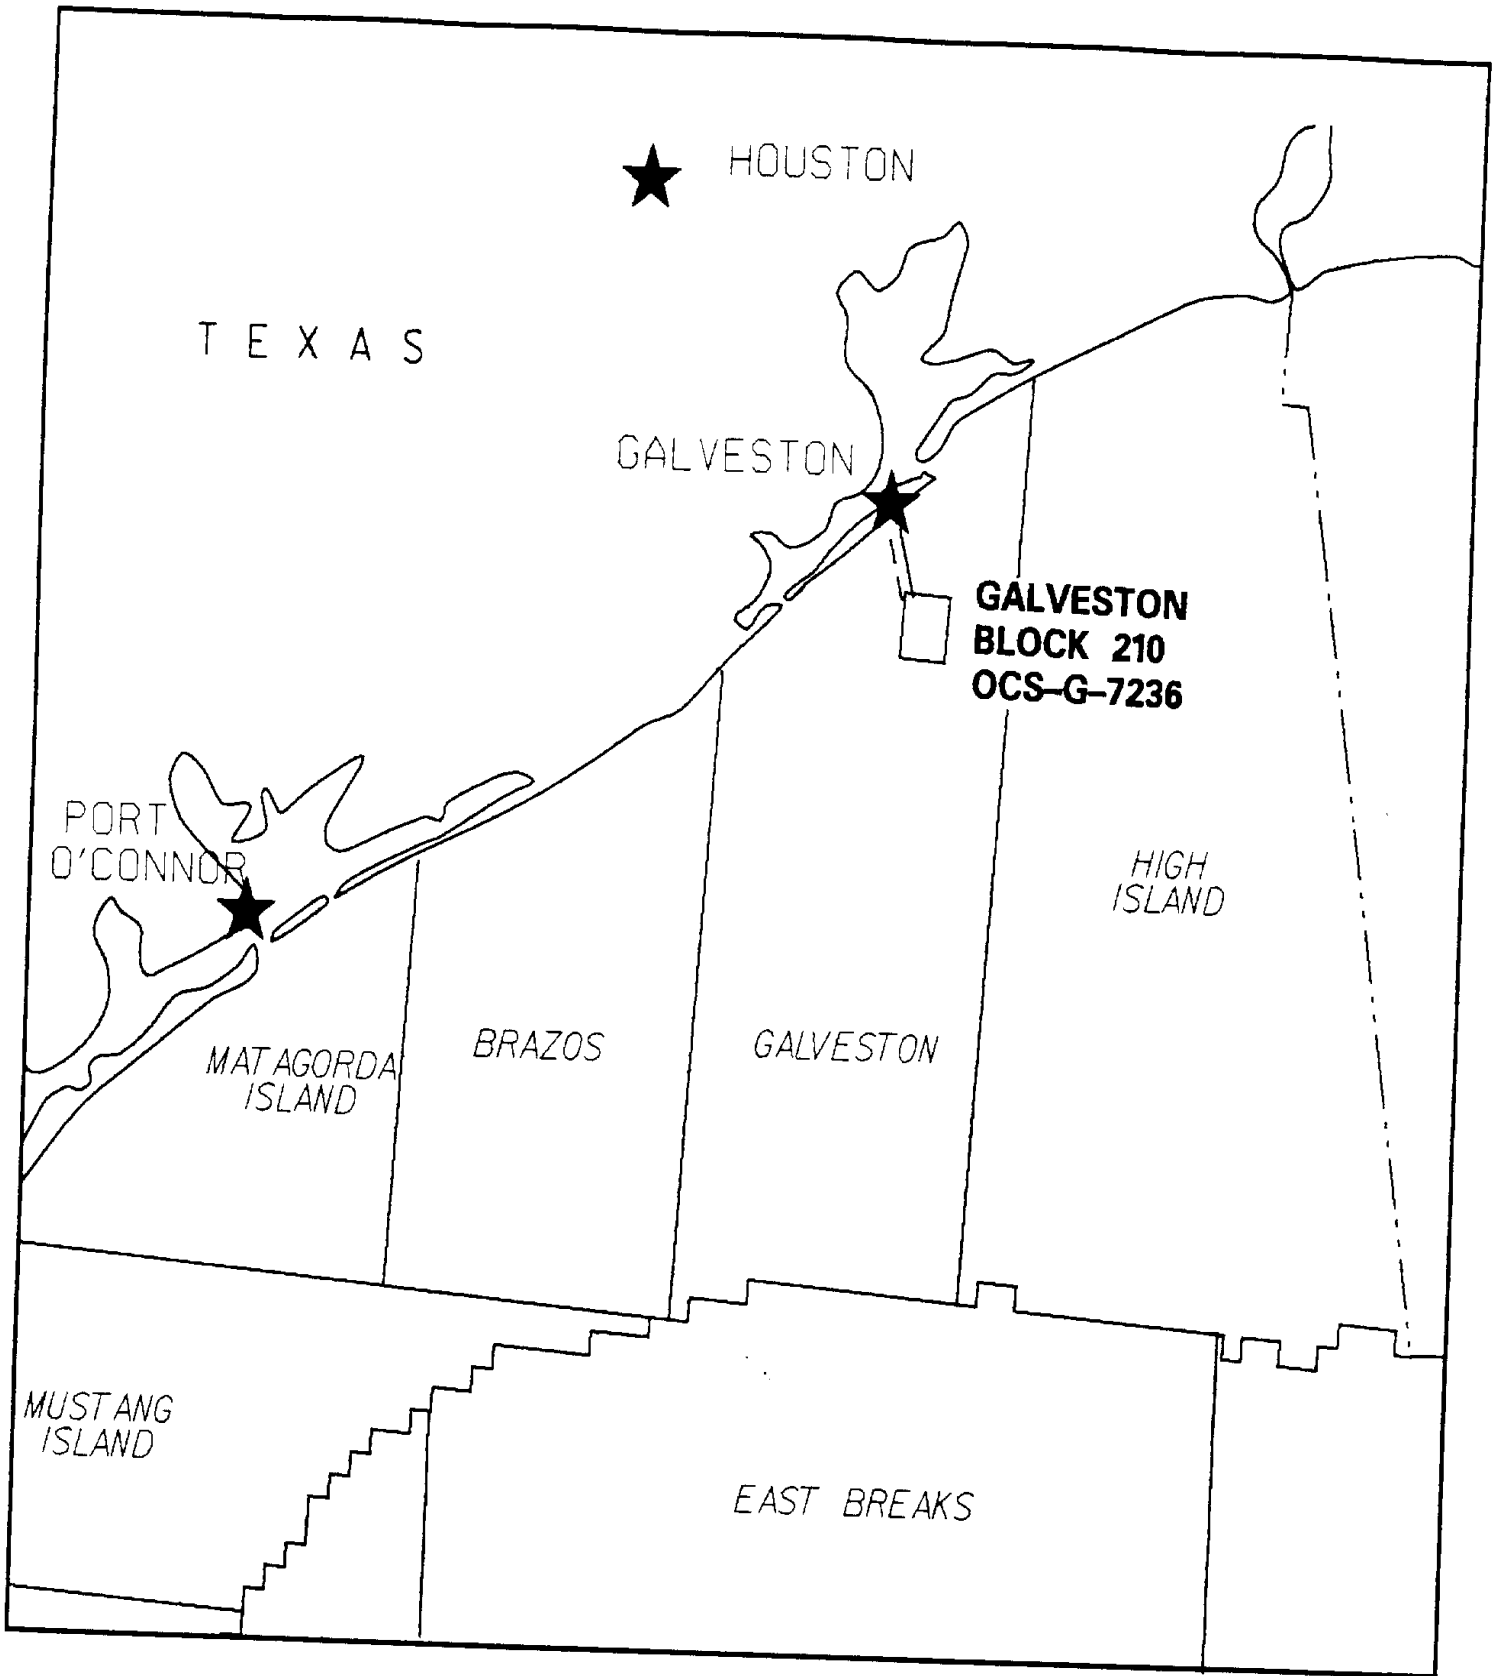 HOUSTON
TEXAS
GALVESTON
GALVESTON
BLOCK 210
OCS-G-7236
PORT
O'CONNOR
HIGH
ISLAND
MATAGORDA
ISLAND
BRAZOS
GALVESTON
MUSTANG
ISLAND
EAST BREAKS